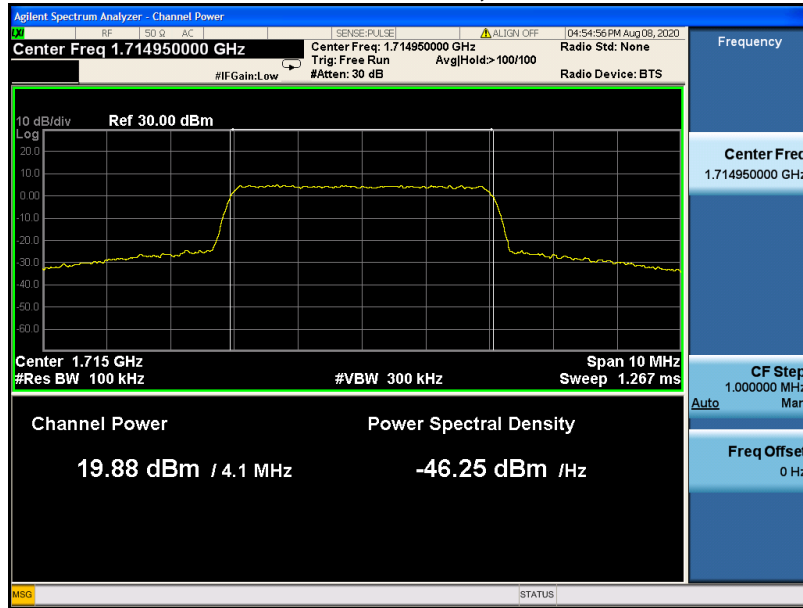 Agilent Spectrum Analyzer - Channel Power
LXI RF 50 Ω AC SENSE:PULSE ALIGN OFF 04:54:56 PM Aug 08, 2020
Center Freq 1.714950000 GHz
Center Freq: 1.714950000 GHz
Radio Std: None
Trig: Free Run Avg|Hold:> 100/100
#IFGain:Low #Atten: 30 dB Radio Device: BTS
10 dB/div Ref 30.00 dBm
Log
20.0
10.0
0.00
-10.0
-20.0
-30.0
-40.0
-50.0
-60.0
Center 1.715 GHz Span 10 MHz
#Res BW 100 kHz #VBW 300 kHz Sweep 1.267 ms
Channel Power Power Spectral Density
19.88 dBm / 4.1 MHz -46.25 dBm /Hz
MSG STATUS
Frequency
Center Freq
1.714950000 GHz
CF Step
1.000000 MHz
Auto Man
Freq Offset
0 Hz